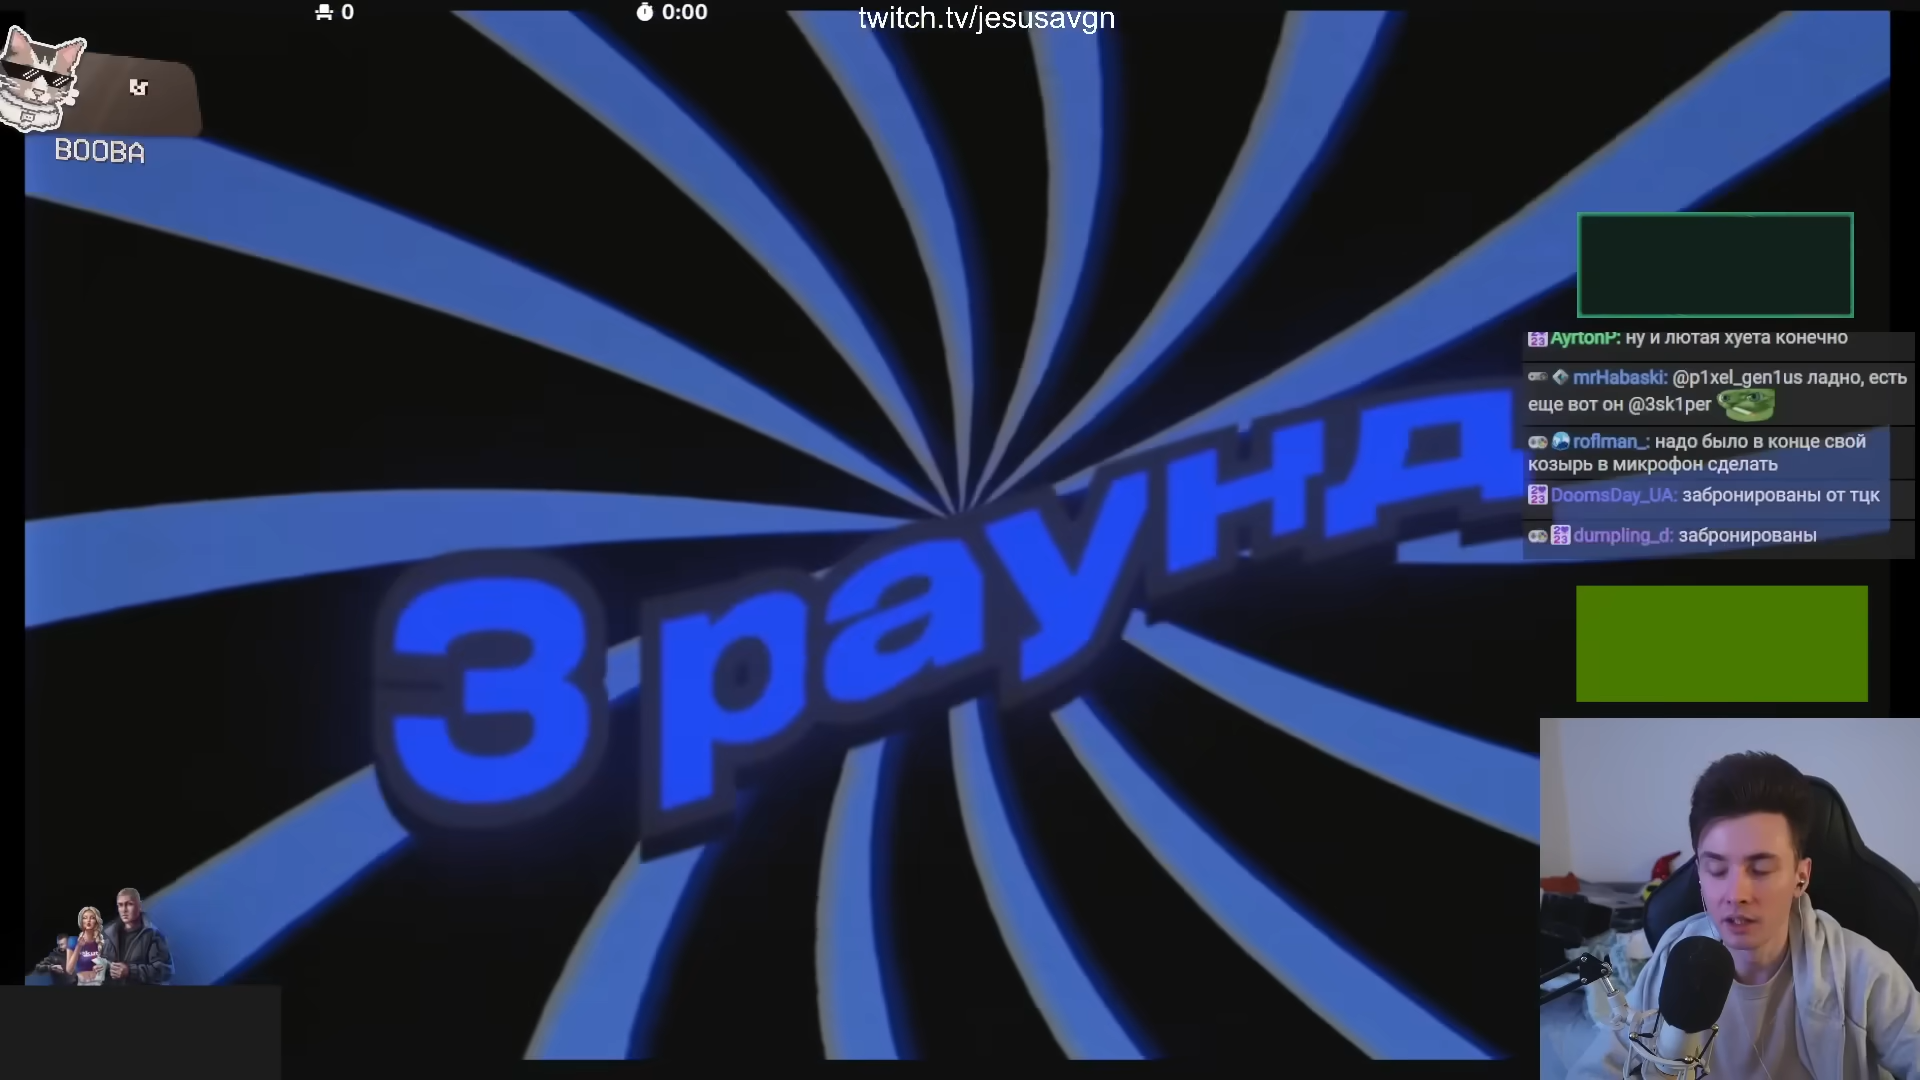 0
0:00
twitch.tv/jesusavgn
BOOBA
AyrtonP: ну и лютая хуета конечно
mrHabaski: @p1xel_gen1us ладно, есть
еще вот он @3sk1per
roflman_: надо было в конце свой
козырь в микрофон сделать
DoomsDay_UA: забронированы от тцк
dumpling_d: забронированы
3 раунд